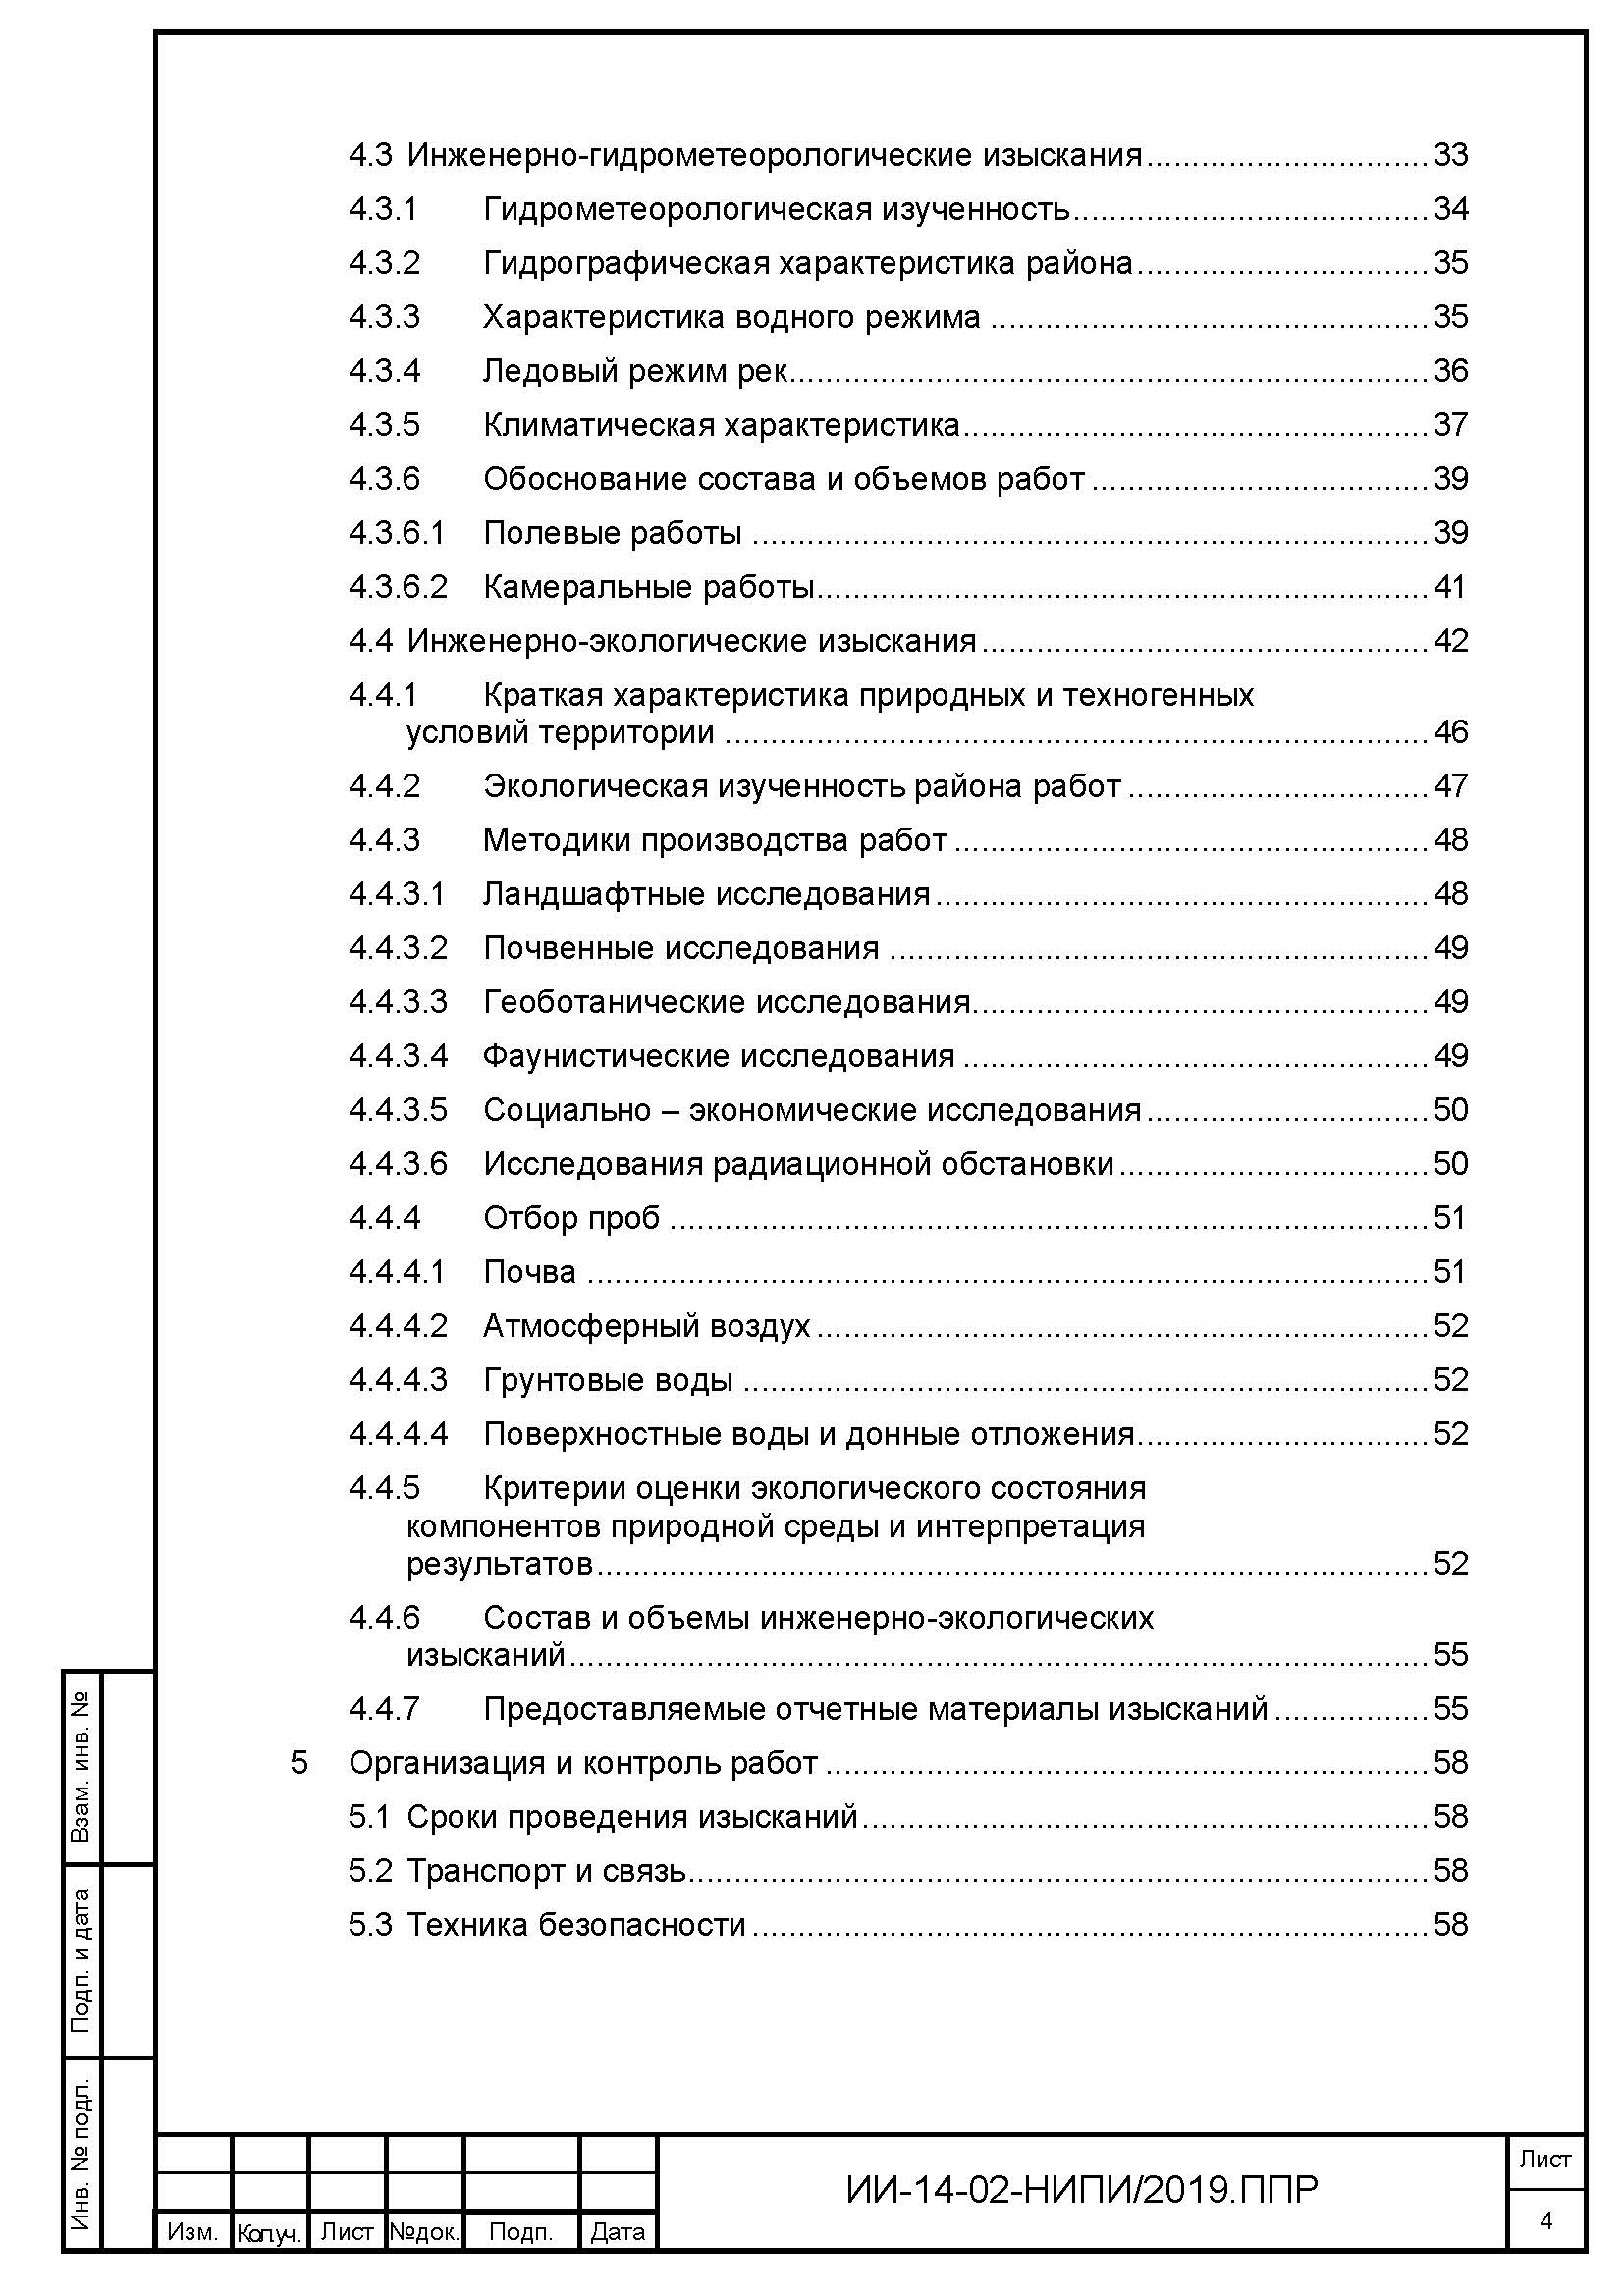 4.3 Инженерно-гидрометеорологические изыскания................................33
4.3.1 Гидрометеорологическая изученность........................................34
4.3.2 Гидрографическая характеристика района.................................35
4.3.3 Характеристика водного режима .................................................35
4.3.4 Ледовый режим рек.......................................................................36
4.3.5 Климатическая характеристика....................................................37
4.3.6 Обоснование состава и объемов работ ......................................39
4.3.6.1 Полевые работы ...........................................................................39
4.3.6.2 Камеральные работы....................................................................41
4.4 Инженерно-экологические изыскания..................................................42
4.4.1 Краткая характеристика природных и техногенных
условий территории ..............................................................................46
4.4.2 Экологическая изученность района работ ..................................47
4.4.3 Методики производства работ .....................................................48
4.4.3.1 Ландшафтные исследования.......................................................48
4.4.3.2 Почвенные исследования ............................................................49
4.4.3.3 Геоботанические исследования...................................................49
4.4.3.4 Фаунистические исследования ....................................................49
4.4.3.5 Социально – экономические исследования................................50
4.4.3.6 Исследования радиационной обстановки...................................50
4.4.4 Отбор проб ....................................................................................51
4.4.4.1 Почва .............................................................................................51
4.4.4.2 Атмосферный воздух....................................................................52
4.4.4.3 Грунтовые воды ............................................................................52
4.4.4.4 Поверхностные воды и донные отложения.................................52
4.4.5 Критерии оценки экологического состояния
компонентов природной среды и интерпретация
результатов............................................................................................52
4.4.6 Состав и объемы инженерно-экологических
изысканий...............................................................................................55
4.4.7 Предоставляемые отчетные материалы изысканий ..................55
5 Организация и контроль работ ...................................................................58
5.1 Сроки проведения изысканий...............................................................58
5.2 Транспорт и связь..................................................................................58
5.3 Техника безопасности ...........................................................................58
Взам. инв. №
Подп. и дата
Инв. № подл.
Изм. Кол.уч. Лист №док. Подп. Дата
ИИ-14-02-НИПИ/2019.ППР
Лист
4